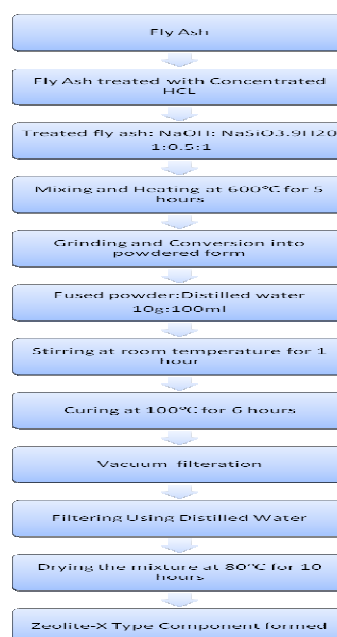 Fly Ash
Fly Ash treated with Concentrated
HCL
Treated fly ash: NaOH: NaSiO3.9H20
1:0.5:1
Mixing and Heating at 600°C for 5
hours
Grinding and Conversion into
powdered form
Fused powder:Distilled water
10g:100ml
Stirring at room temperature for 1
hour
Curing at 100°C for 6 hours
Vacuum filteration
Filtering Using Distilled Water
Drying the mixture at 80°C for 10
hours
Zeolite-X Type Component formed